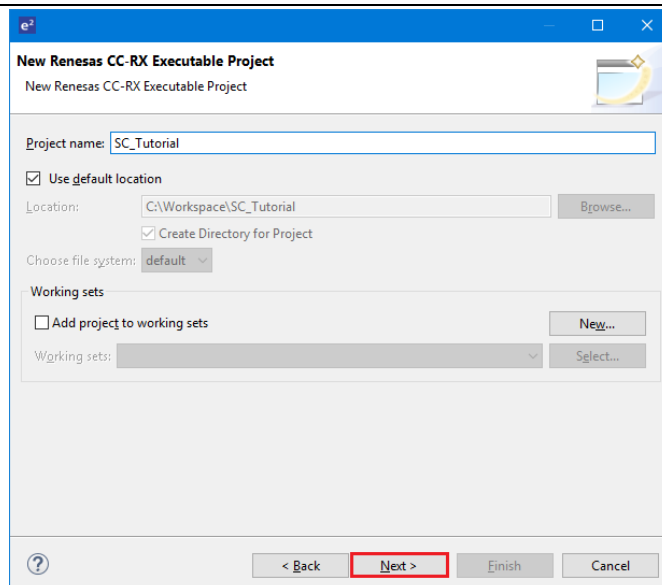 e²
New Renesas CC-RX Executable Project
New Renesas CC-RX Executable Project
Project name: SC_Tutorial
Use default location
Location: C:\Workspace\SC_Tutorial Browse...
Create Directory for Project
Choose file system: default
Working sets
Add project to working sets New...
Working sets: Select...
? < Back Next > Finish Cancel